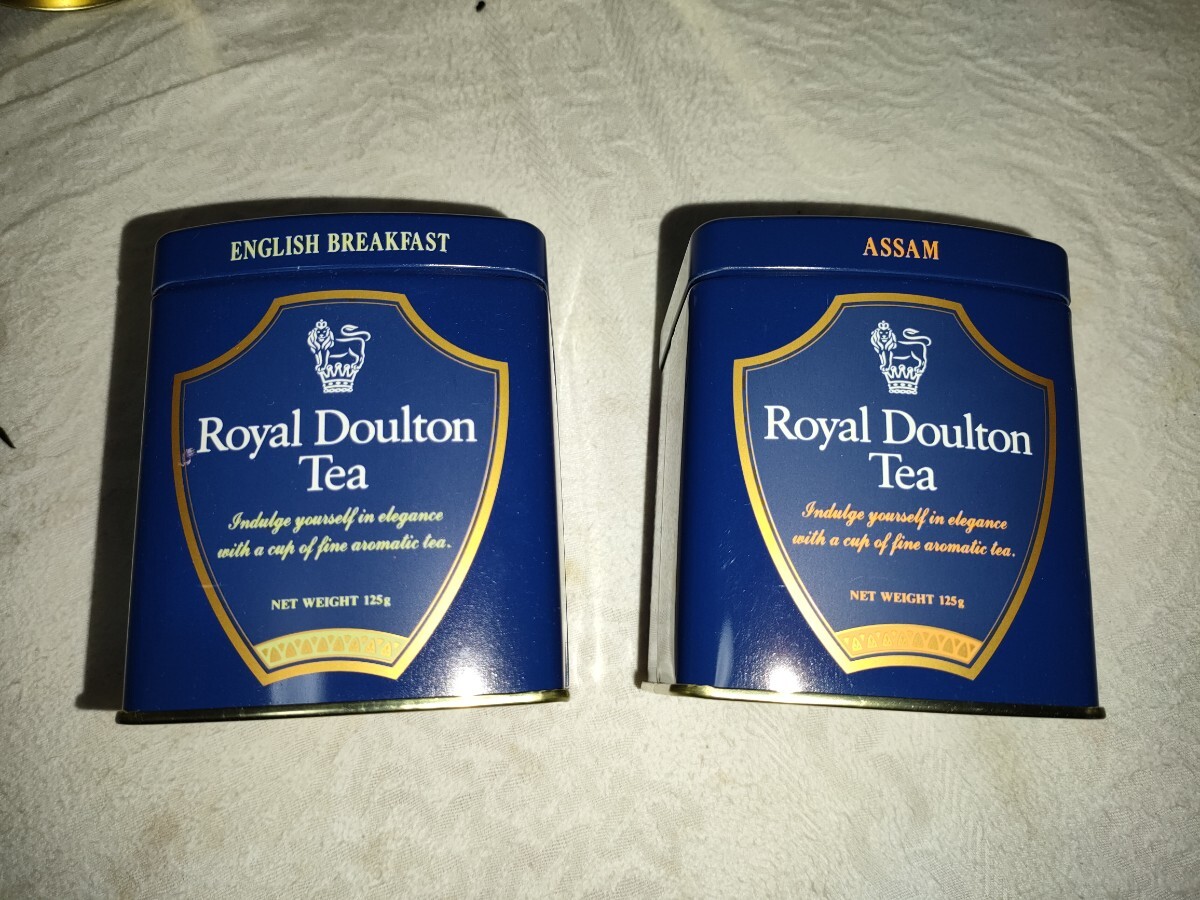 ENGLISH BREAKFAST
Royal Doulton
Tea
Indulge yourself in elegance
with a cup of fine aromatic tea.
NET WEIGHT 125g
ASSAM
Royal Doulton
Tea
Indulge yourself in elegance
with a cup of fine aromatic tea.
NET WEIGHT 125g